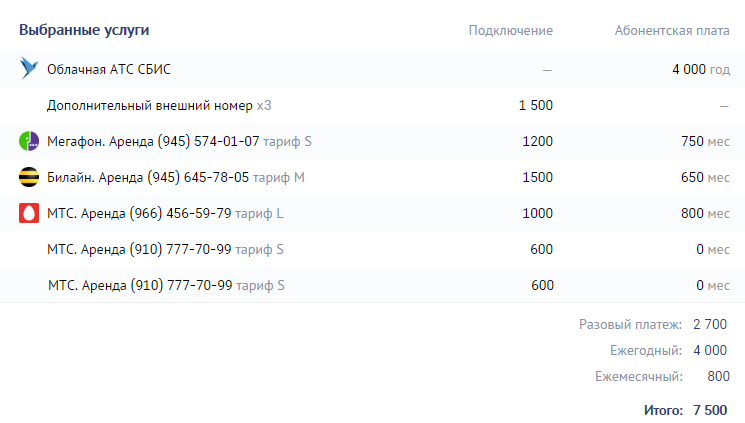 Выбранные услуги Подключение Абонентская плата
Облачная АТС СБИС — 4 000 год
Дополнительный внешний номер x3 1 500 —
Мегафон. Аренда (945) 574-01-07 тариф S 1200 750 мес
Билайн. Аренда (945) 645-78-05 тариф M 1500 650 мес
МТС. Аренда (966) 456-59-79 тариф L 1000 800 мес
МТС. Аренда (910) 777-70-99 тариф S 600 0 мес
МТС. Аренда (910) 777-70-99 тариф S 600 0 мес
Разовый платеж: 2 700
Ежегодный: 4 000
Ежемесячный: 800
Итого: 7 500